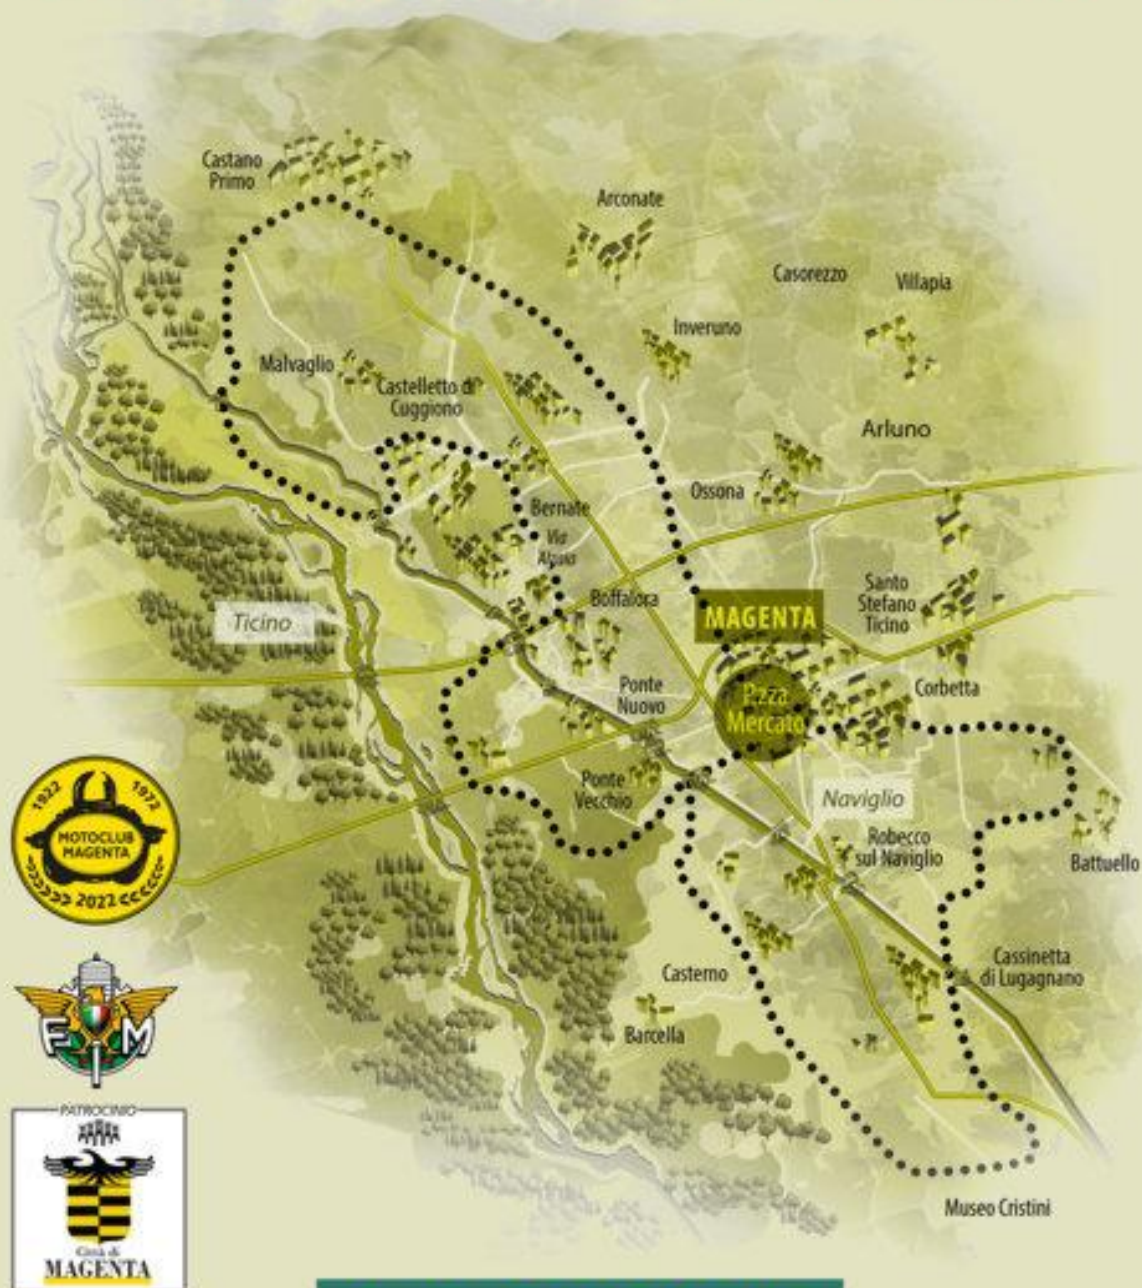 Castano
Primo
Arconate
Casorezzo
Villapia
Inveruno
Malvaglio
Castelletto di
Cuggiono
Arluno
Ossona
Bernate
Via
Boffalora
Santo
Stefano
Ticino
Ticino
MAGENTA
Ponte
Nuovo
Pzza
Mercato
Corbetta
Ponte
Vecchio
Naviglio
Robecco
sul Naviglio
Battuello
Cassinetta
di Lugagnano
Casterno
Barcella
Museo Cristini
1922 1972
MOTOCLUB
MAGENTA
2022
F M
PATROCINIO
Città di
MAGENTA